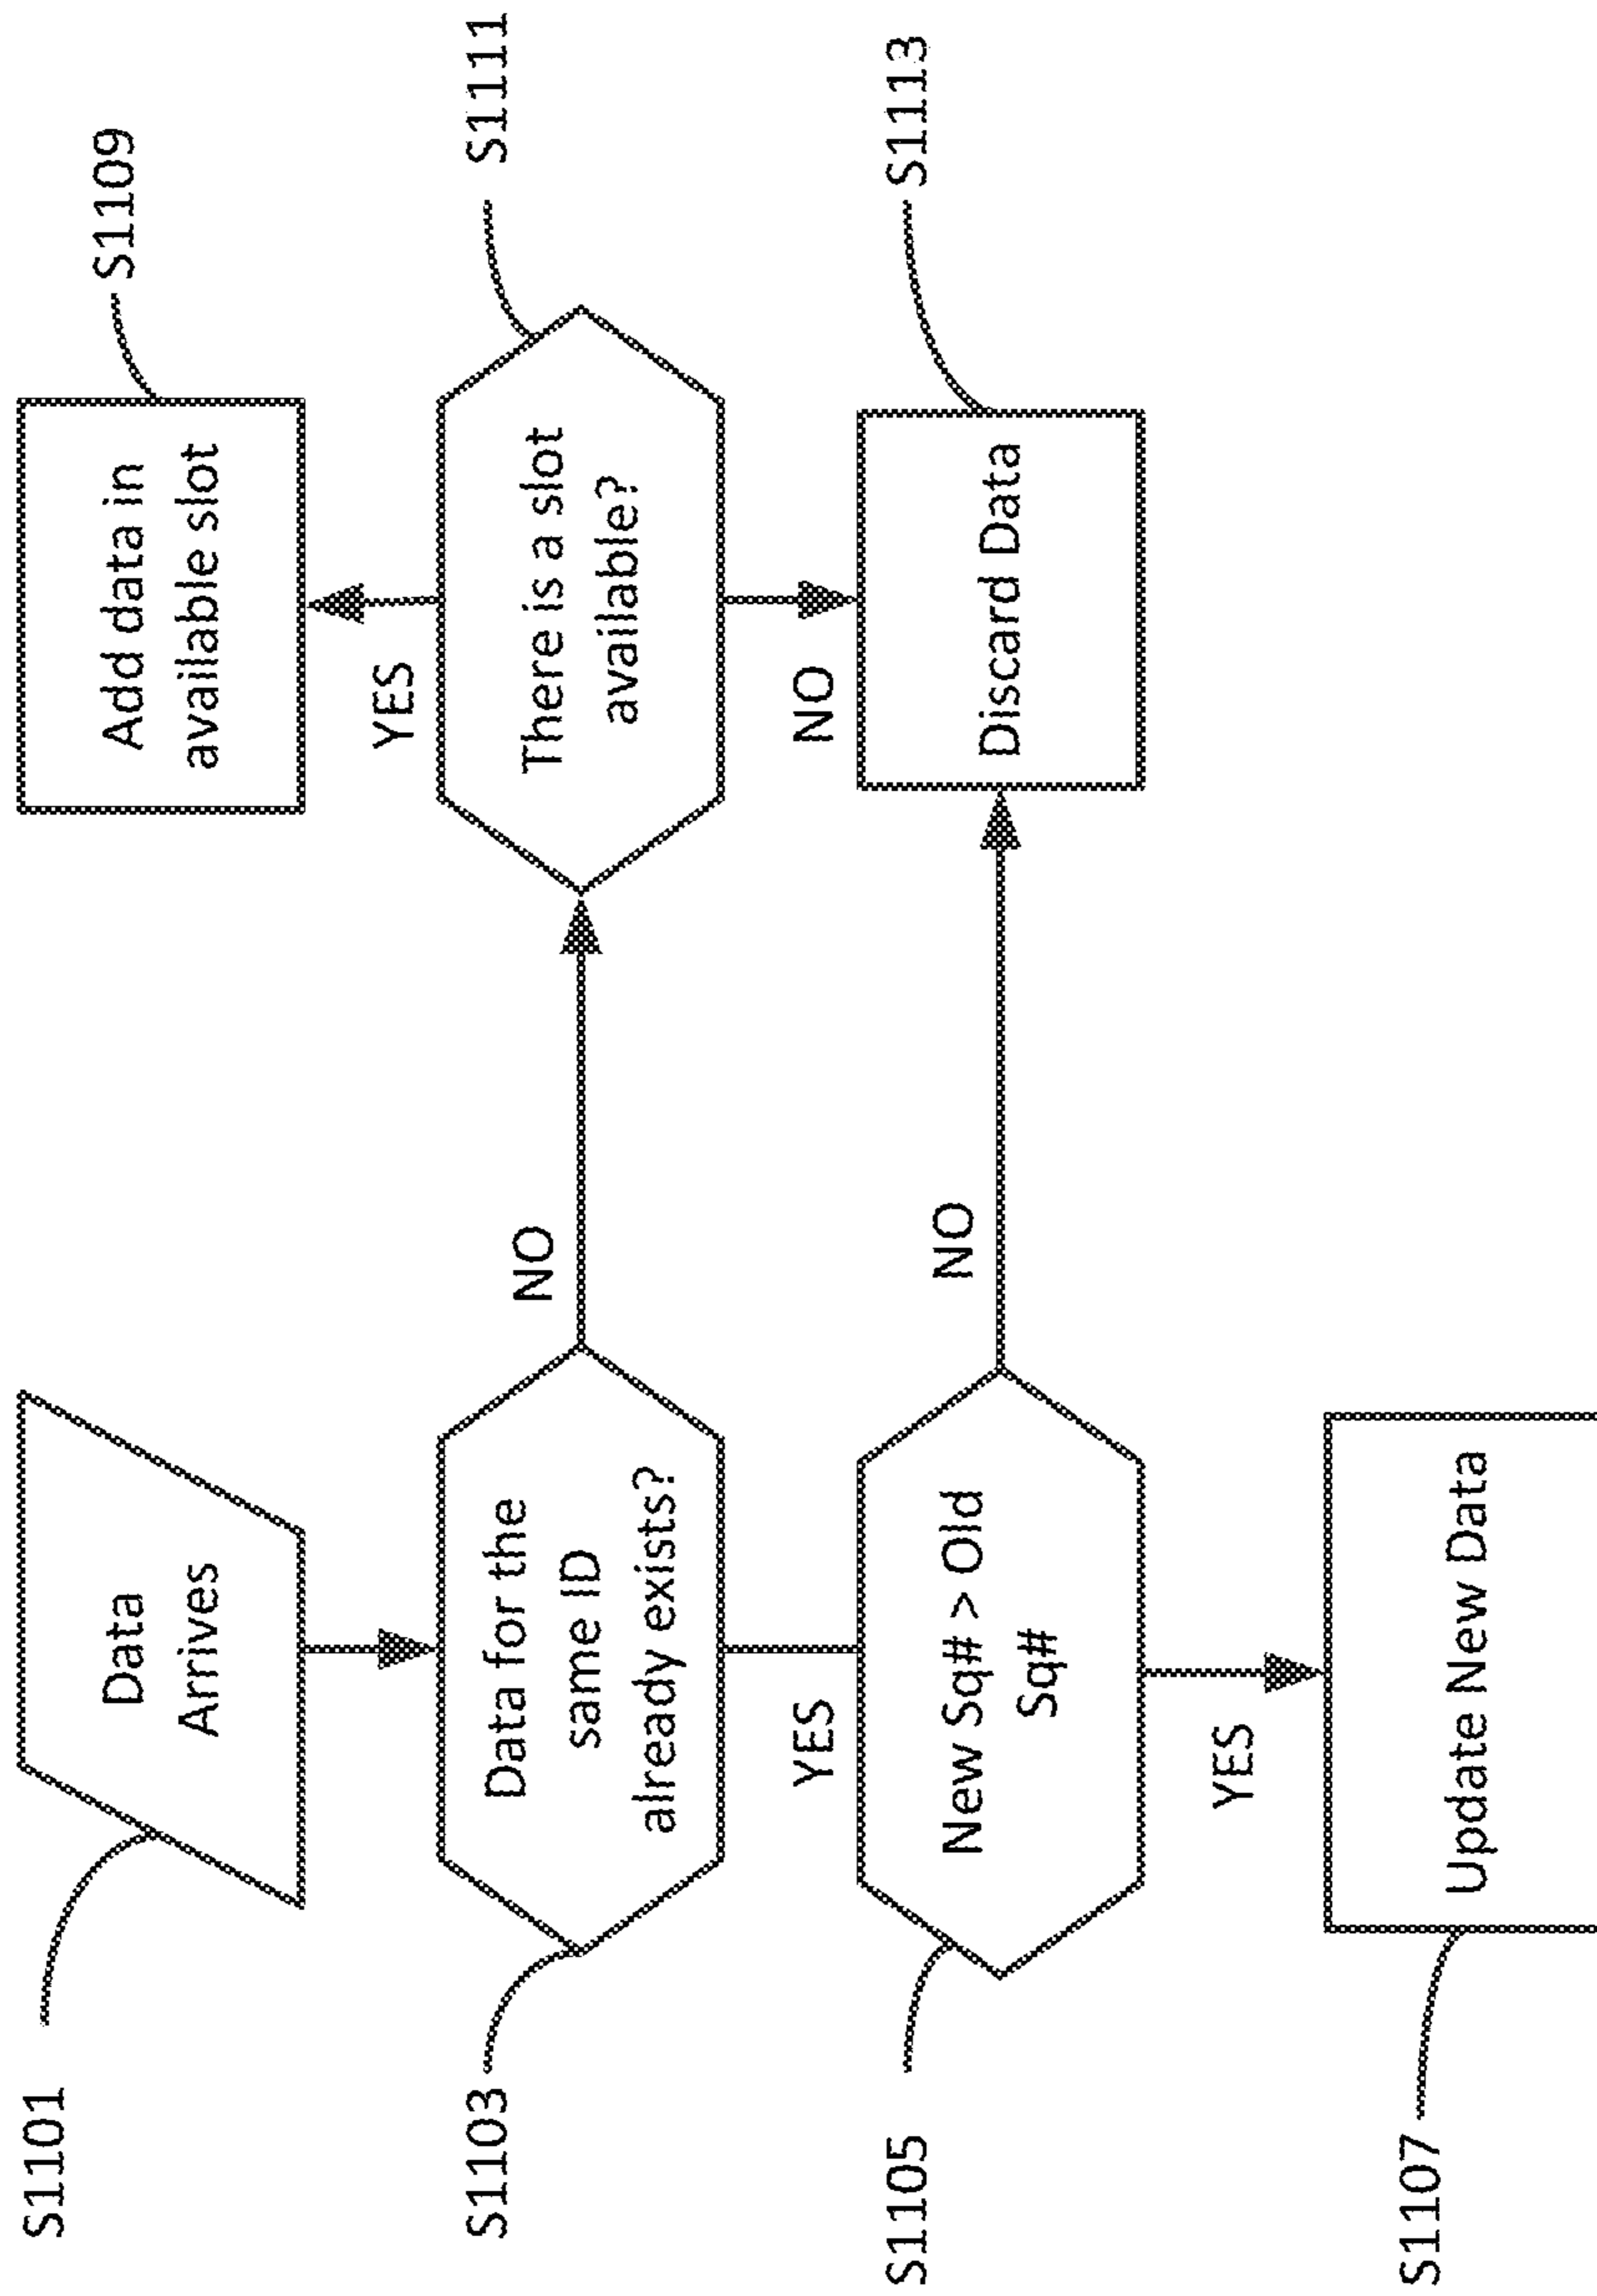 S1101
Data
Arrives
S1103
Data for the
same ID
already exists?
NO
YES
S1105
New Sq# > Old
Sq#
NO
YES
S1107
Update New Data
S1109
Add data in
available slot
YES
S1111
There is a slot
available?
NO
S1113
Discard Data